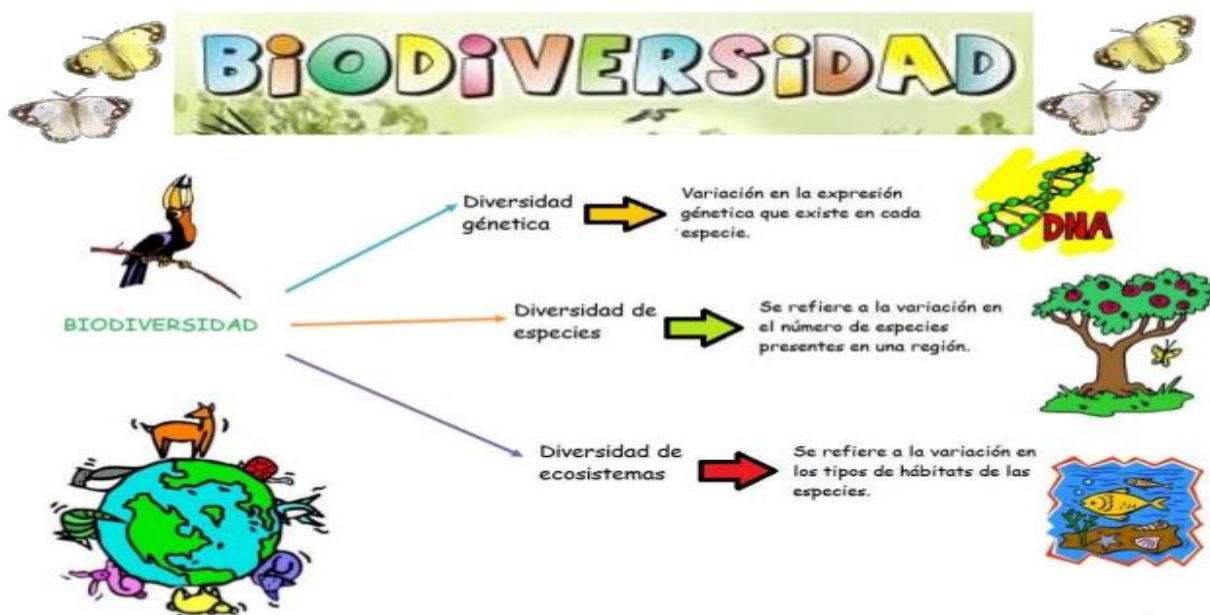 BiODiVERSiDAD
Diversidad
génetica
Variación en la expresión
génetica que existe en cada
especie.
DNA
BIODIVERSIDAD
Diversidad de
especies
Se refiere a la variación en
el número de especies
presentes en una región.
Diversidad de
ecosistemas
Se refiere a la variación en
los tipos de hábitats de las
especies.